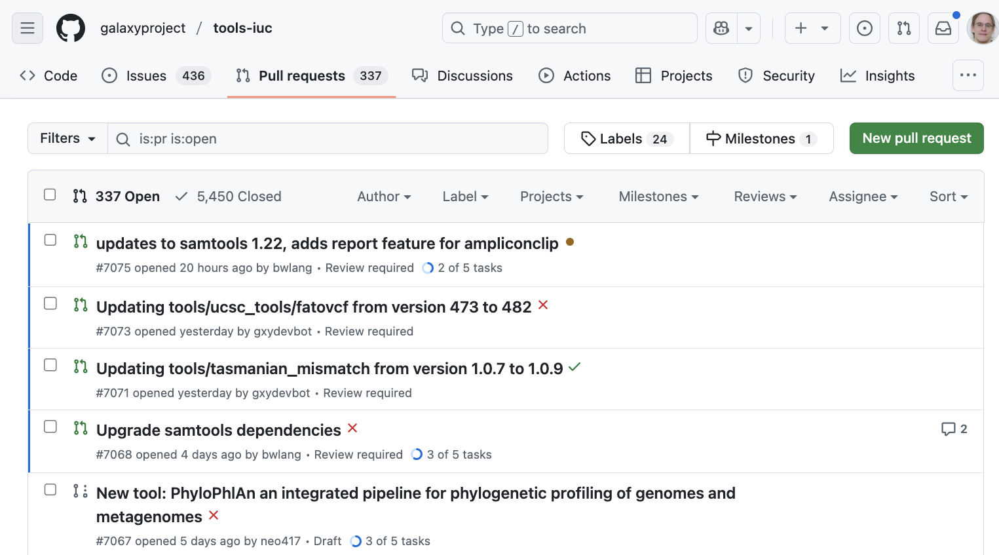 galaxyproject / tools-iuc
Type / to search
Code
Issues 436
Pull requests 337
Discussions
Actions
Projects
Security
Insights
Filters
is:pr is:open
Labels 24
Milestones 1
New pull request
337 Open
5,450 Closed
Author
Label
Projects
Milestones
Reviews
Assignee
Sort
updates to samtools 1.22, adds report feature for ampliconclip
#7075 opened 20 hours ago by bwlang • Review required 2 of 5 tasks
Updating tools/ucsc_tools/fatovcf from version 473 to 482
#7073 opened yesterday by gxydevbot • Review required
Updating tools/tasmanian_mismatch from version 1.0.7 to 1.0.9
#7071 opened yesterday by gxydevbot • Review required
Upgrade samtools dependencies
2
#7068 opened 4 days ago by bwlang • Review required 3 of 5 tasks
New tool: PhyloPhlAn an integrated pipeline for phylogenetic profiling of genomes and
metagenomes
#7067 opened 5 days ago by neo417 • Draft 3 of 5 tasks